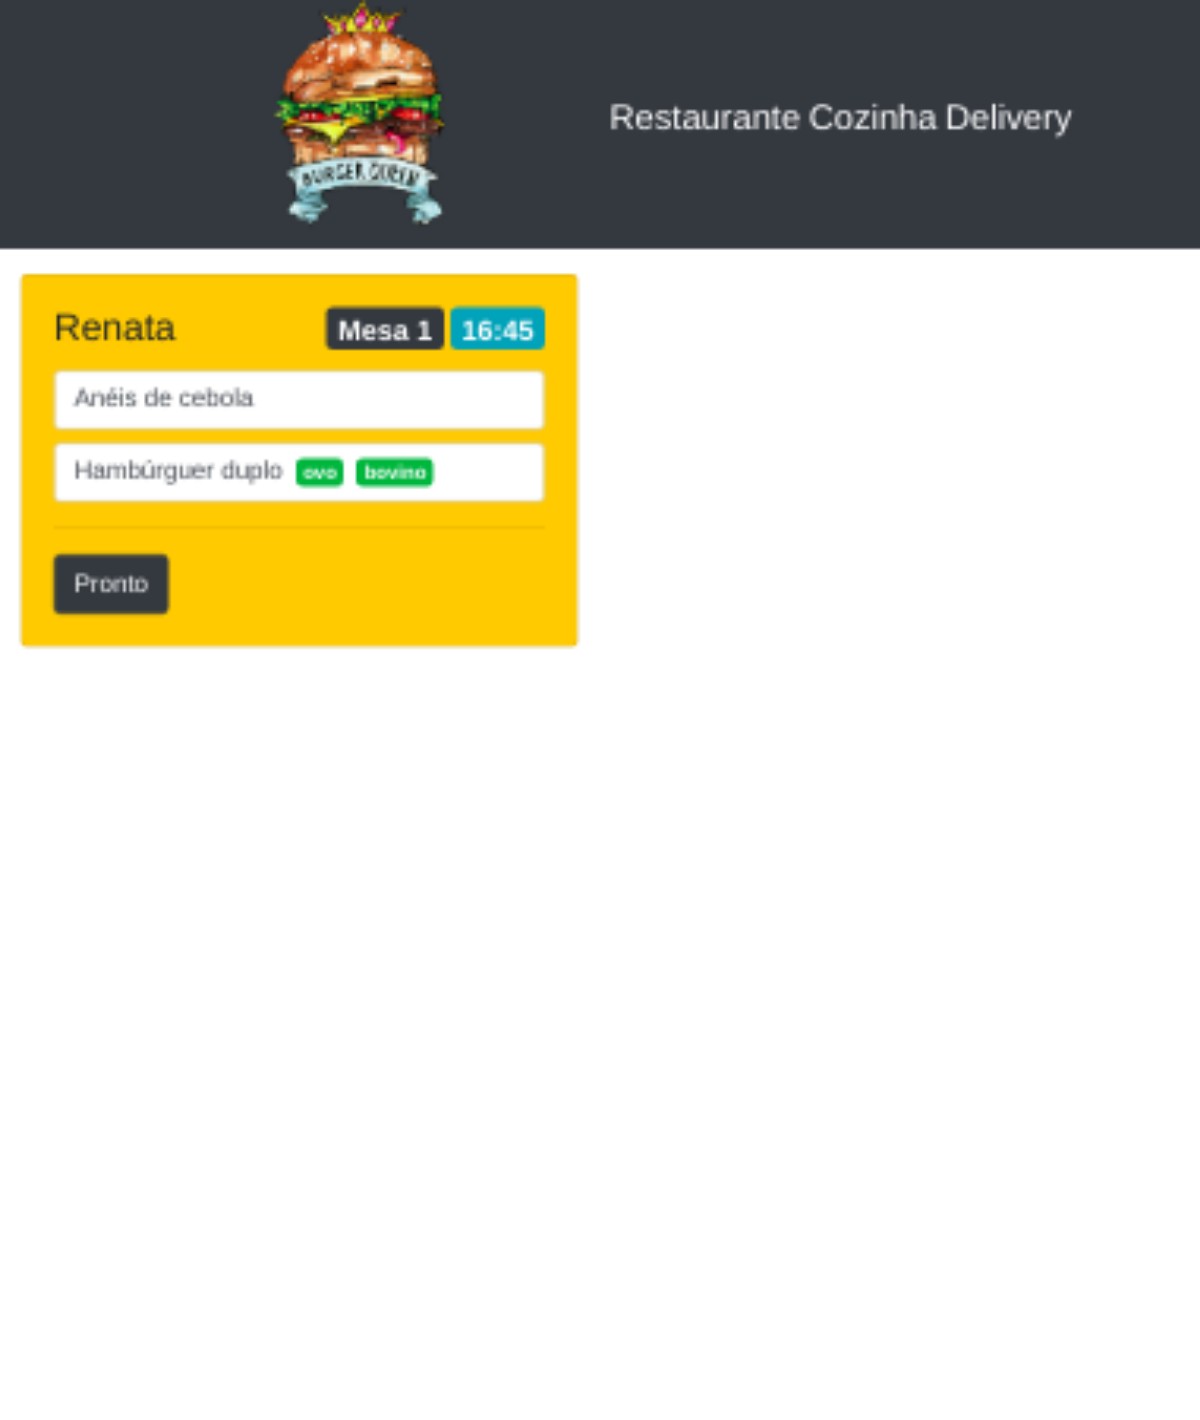 BURGER QUEEN
Restaurante Cozinha Delivery
Renata Mesa 1 16:45
Anéis de cebola
Hambúrguer duplo ovo bovino
Pronto